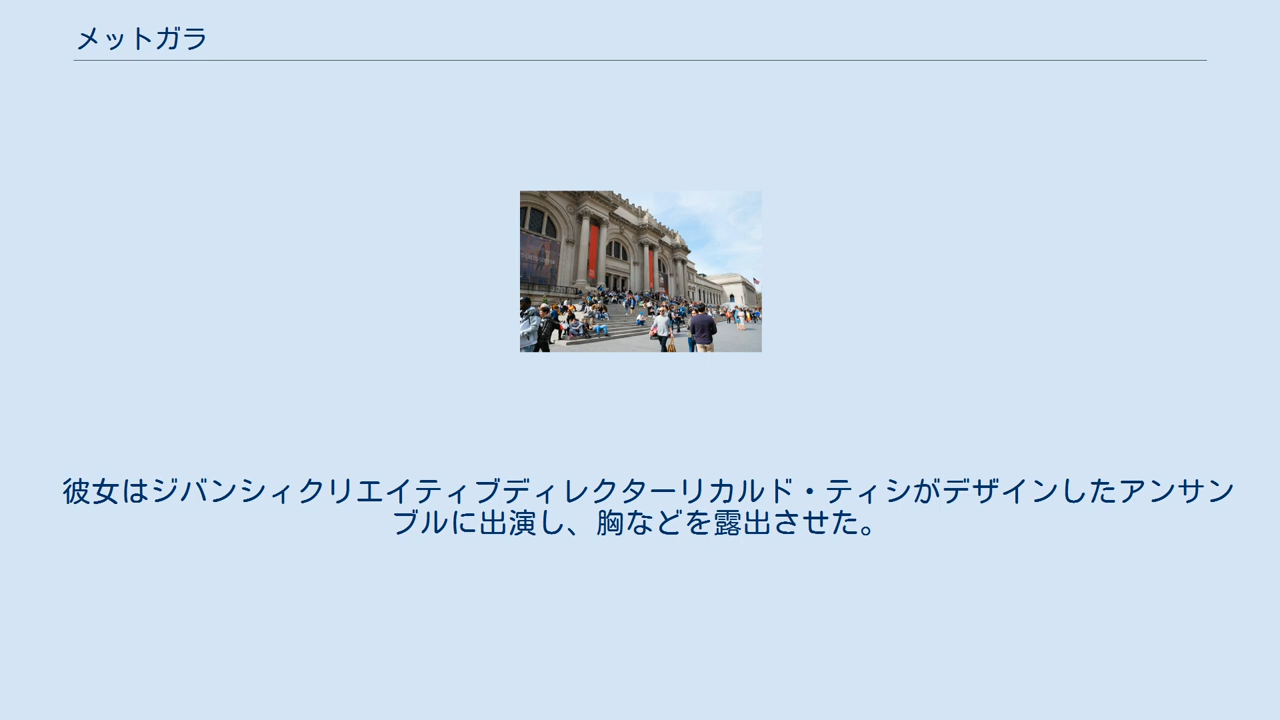 メットガラ
彼女はジバンシィクリエイティブディレクターリカルド・ティシがデザインしたアンサン
ブルに出演し、胸などを露出させた。